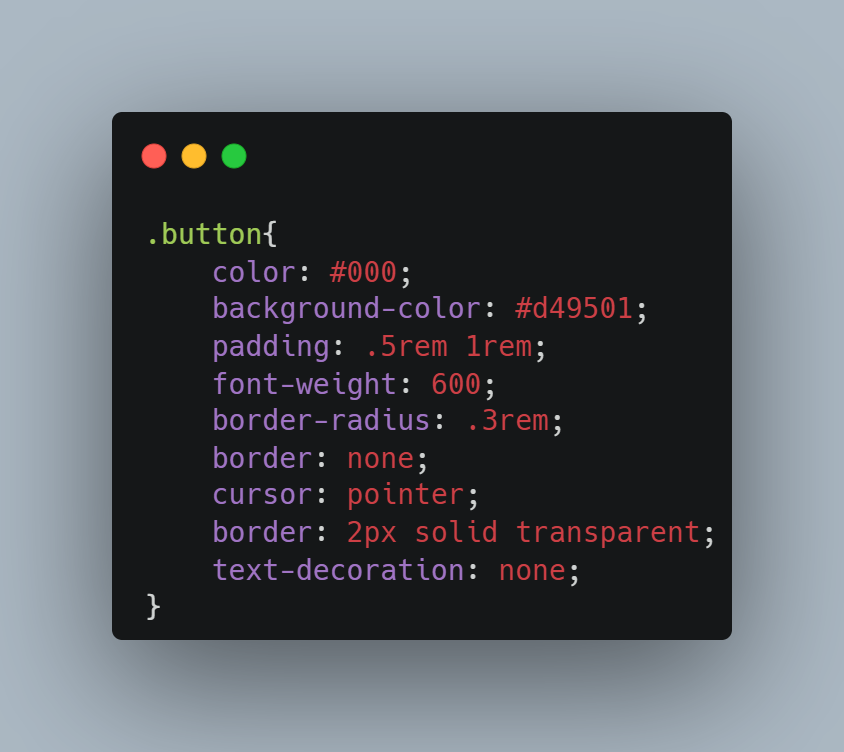 .button{
    color: #000;
    background-color: #d49501;
    padding: .5rem 1rem;
    font-weight: 600;
    border-radius: .3rem;
    border: none;
    cursor: pointer;
    border: 2px solid transparent;
    text-decoration: none;
}